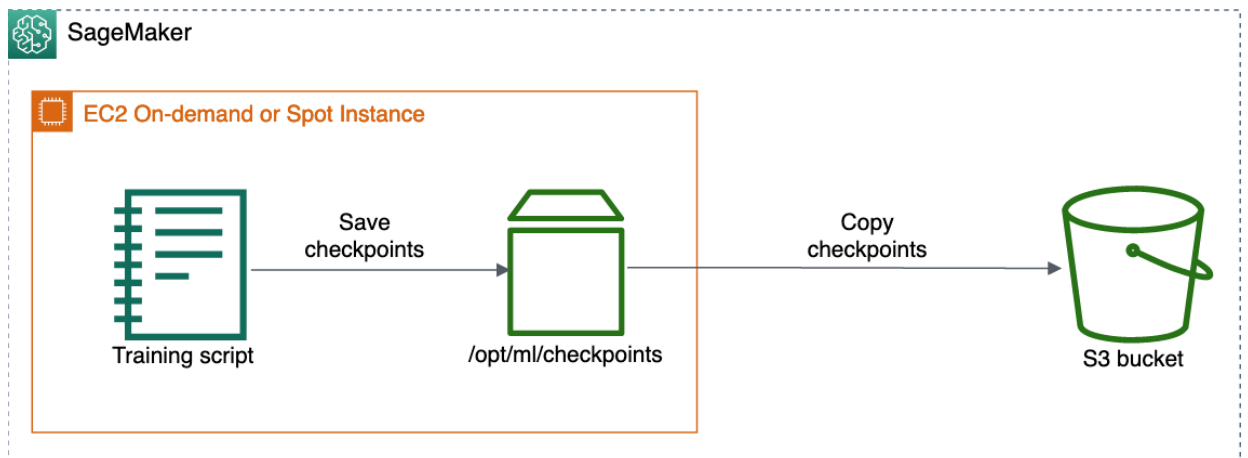 SageMaker
EC2 On-demand or Spot Instance
Save
checkpoints
Copy
checkpoints
Training script
/opt/ml/checkpoints
S3 bucket